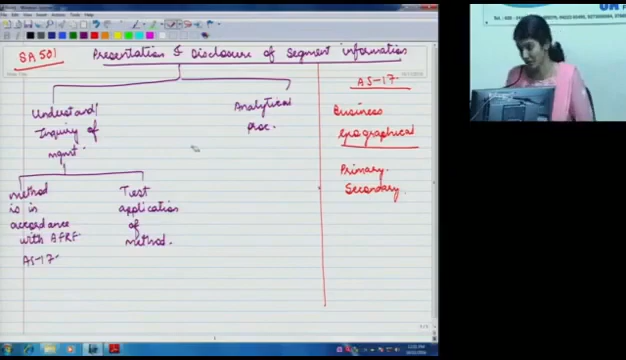 SA 501
Presentation & Disclosure of Segment information
Understand/
Inquiry of
mgmt.
Analytical
proc.
method
is in
accordance
with AFRF
AS-17
Test
application
of
method.
AS-17
Business
Geographical
Primary
Secondary